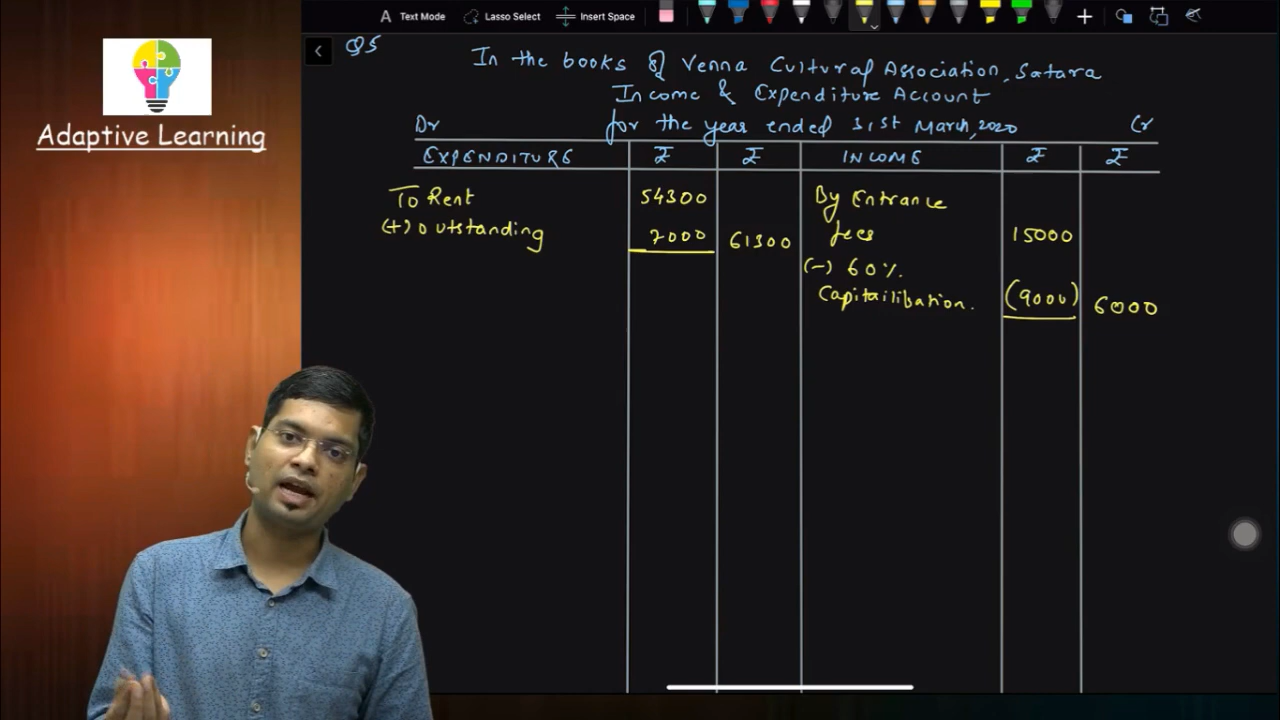 A Text Mode Lasso Select Insert Space
Adaptive Learning
Q5
In the books of Venna Cultural Association, Satara
Income & Expenditure Account
Dr for the year ended 31st March, 2020 Cr
EXPENDITURE ₹ ₹ INCOME ₹ ₹
To Rent 54300 By Entrance
(+) Outstanding 7000 61300 fees 15000
(-) 60%
Capitailibation. (9000) 6000